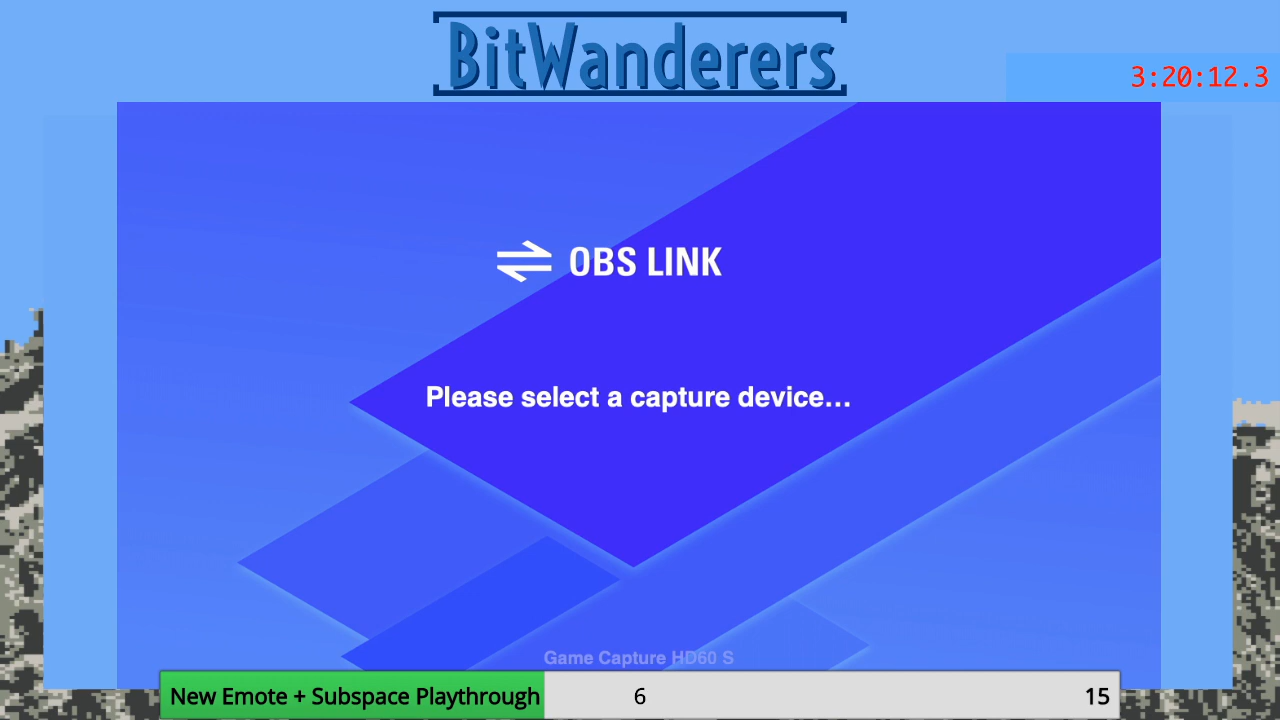 BitWanderers
3:20:12.3
OBS LINK
Please select a capture device...
Game Capture HD60 S
New Emote + Subspace Playthrough 6 15